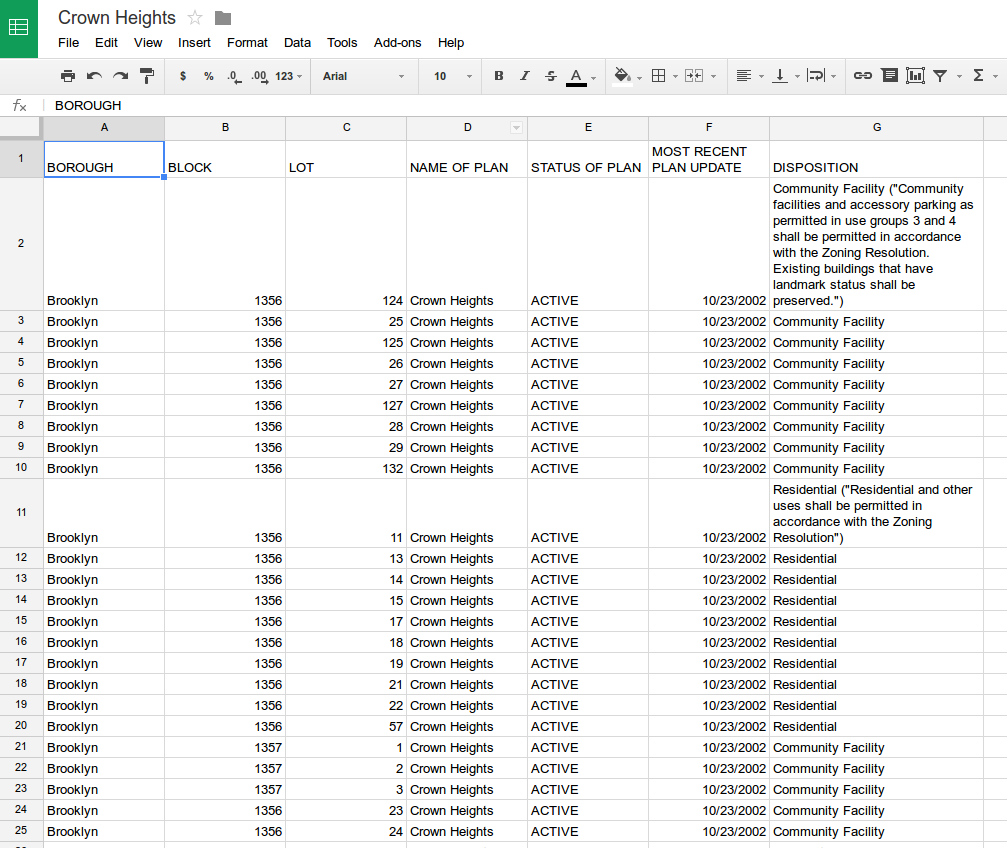 Crown Heights
File Edit View Insert Format Data Tools Add-ons Help
$ % .0 .00 123 Arial 10 B I S A Σ
fx BOROUGH
A B C D E F G
1 BOROUGH BLOCK LOT NAME OF PLAN STATUS OF PLAN MOST RECENT PLAN UPDATE DISPOSITION
Community Facility ("Community
facilities and accessory parking as
permitted in use groups 3 and 4
shall be permitted in accordance
with the Zoning Resolution.
Existing buildings that have
landmark status shall be
2 Brooklyn 1356 124 Crown Heights ACTIVE 10/23/2002 preserved.")
3 Brooklyn 1356 25 Crown Heights ACTIVE 10/23/2002 Community Facility
4 Brooklyn 1356 125 Crown Heights ACTIVE 10/23/2002 Community Facility
5 Brooklyn 1356 26 Crown Heights ACTIVE 10/23/2002 Community Facility
6 Brooklyn 1356 27 Crown Heights ACTIVE 10/23/2002 Community Facility
7 Brooklyn 1356 127 Crown Heights ACTIVE 10/23/2002 Community Facility
8 Brooklyn 1356 28 Crown Heights ACTIVE 10/23/2002 Community Facility
9 Brooklyn 1356 29 Crown Heights ACTIVE 10/23/2002 Community Facility
10 Brooklyn 1356 132 Crown Heights ACTIVE 10/23/2002 Community Facility
Residential ("Residential and other
uses shall be permitted in
accordance with the Zoning
11 Brooklyn 1356 11 Crown Heights ACTIVE 10/23/2002 Resolution")
12 Brooklyn 1356 13 Crown Heights ACTIVE 10/23/2002 Residential
13 Brooklyn 1356 14 Crown Heights ACTIVE 10/23/2002 Residential
14 Brooklyn 1356 15 Crown Heights ACTIVE 10/23/2002 Residential
15 Brooklyn 1356 17 Crown Heights ACTIVE 10/23/2002 Residential
16 Brooklyn 1356 18 Crown Heights ACTIVE 10/23/2002 Residential
17 Brooklyn 1356 19 Crown Heights ACTIVE 10/23/2002 Residential
18 Brooklyn 1356 21 Crown Heights ACTIVE 10/23/2002 Residential
19 Brooklyn 1356 22 Crown Heights ACTIVE 10/23/2002 Residential
20 Brooklyn 1356 57 Crown Heights ACTIVE 10/23/2002 Residential
21 Brooklyn 1357 1 Crown Heights ACTIVE 10/23/2002 Community Facility
22 Brooklyn 1357 2 Crown Heights ACTIVE 10/23/2002 Community Facility
23 Brooklyn 1357 3 Crown Heights ACTIVE 10/23/2002 Community Facility
24 Brooklyn 1356 23 Crown Heights ACTIVE 10/23/2002 Community Facility
25 Brooklyn 1356 24 Crown Heights ACTIVE 10/23/2002 Community Facility